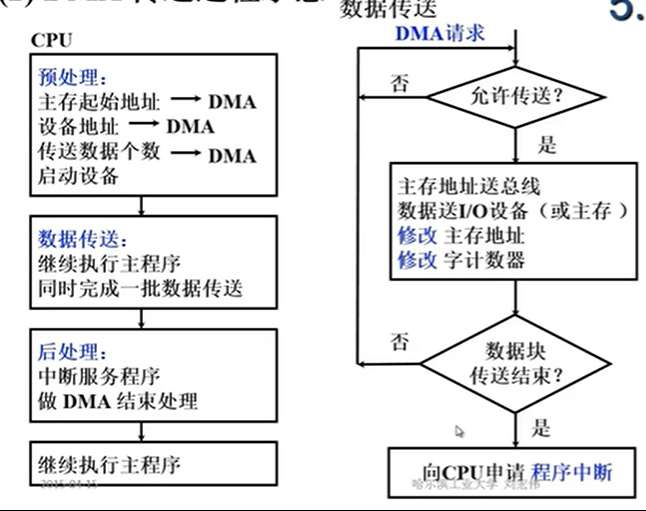 数据传送
5.
CPU
预处理：
主存起始地址 → DMA
设备地址 → DMA
传送数据个数 → DMA
启动设备
数据传送：
继续执行主程序
同时完成一批数据传送
后处理：
中断服务程序
做 DMA 结束处理
继续执行主程序
2015-04-15
DMA请求
允许传送？
否
是
主存地址送总线
数据送I/O设备（或主存 ）
修改 主存地址
修改 字计数器
否
数据块
传送结束？
是
向CPU申请 程序中断
哈尔滨工业大学 刘宏伟